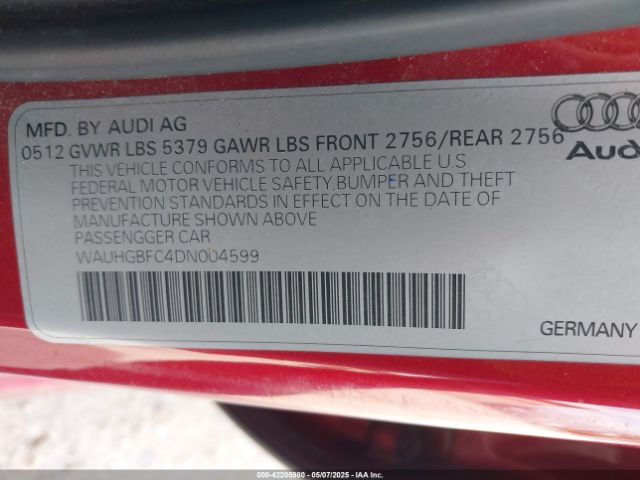 MFD. BY AUDI AG
0512 GVWR LBS 5379 GAWR LBS FRONT 2756/REAR 2756
THIS VEHICLE CONFORMS TO ALL APPLICABLE U.S.
FEDERAL MOTOR VEHICLE SAFETY,BUMPER AND THEFT
PREVENTION STANDARDS IN EFFECT ON THE DATE OF
MANUFACTURE SHOWN ABOVE
PASSENGGER CAR
WAUHGBFC4DN004599
Aud
GERMANY
000-42205980 - 05/07/2025 - IAA Inc.